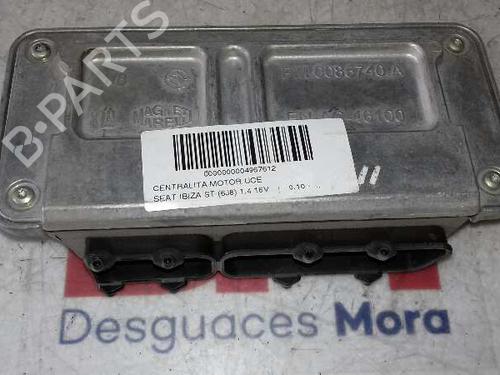 B-PARTS
MAGNETI
MARELLI
0000000004967612
CENTRALITA MOTOR UCE
SEAT IBIZA ST (6J8) 1.4 16V
Desguaces Mora